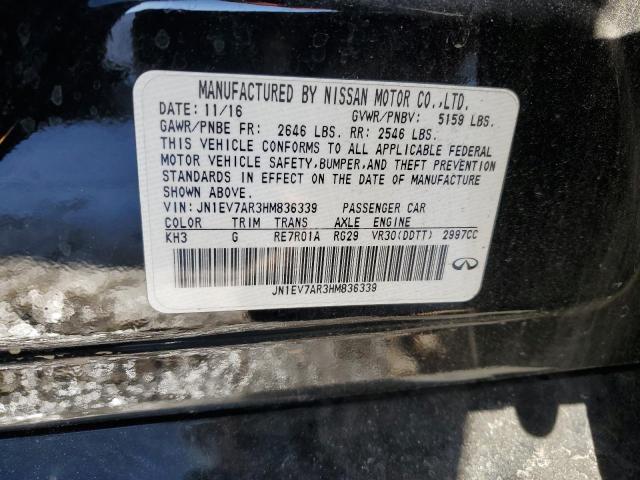 MANUFACTURED BY NISSAN MOTOR CO.,LTD.
DATE: 11/16 GVWR/PNBV: 5159 LBS.
GAWR/PNBE FR: 2646 LBS. RR: 2546 LBS.
THIS VEHICLE CONFORMS TO ALL APPLICABLE FEDERAL
MOTOR VEHICLE SAFETY,BUMPER,AND THEFT PREVENTION
STANDARDS IN EFFECT ON THE DATE OF MANUFACTURE
SHOWN ABOVE.
VIN: JN1EV7AR3HM836339 PASSENGER CAR
COLOR TRIM TRANS AXLE ENGINE
KH3 G RE7R01A RG29 VR30(DDTT) 2997CC
JN1EV7AR3HM836339